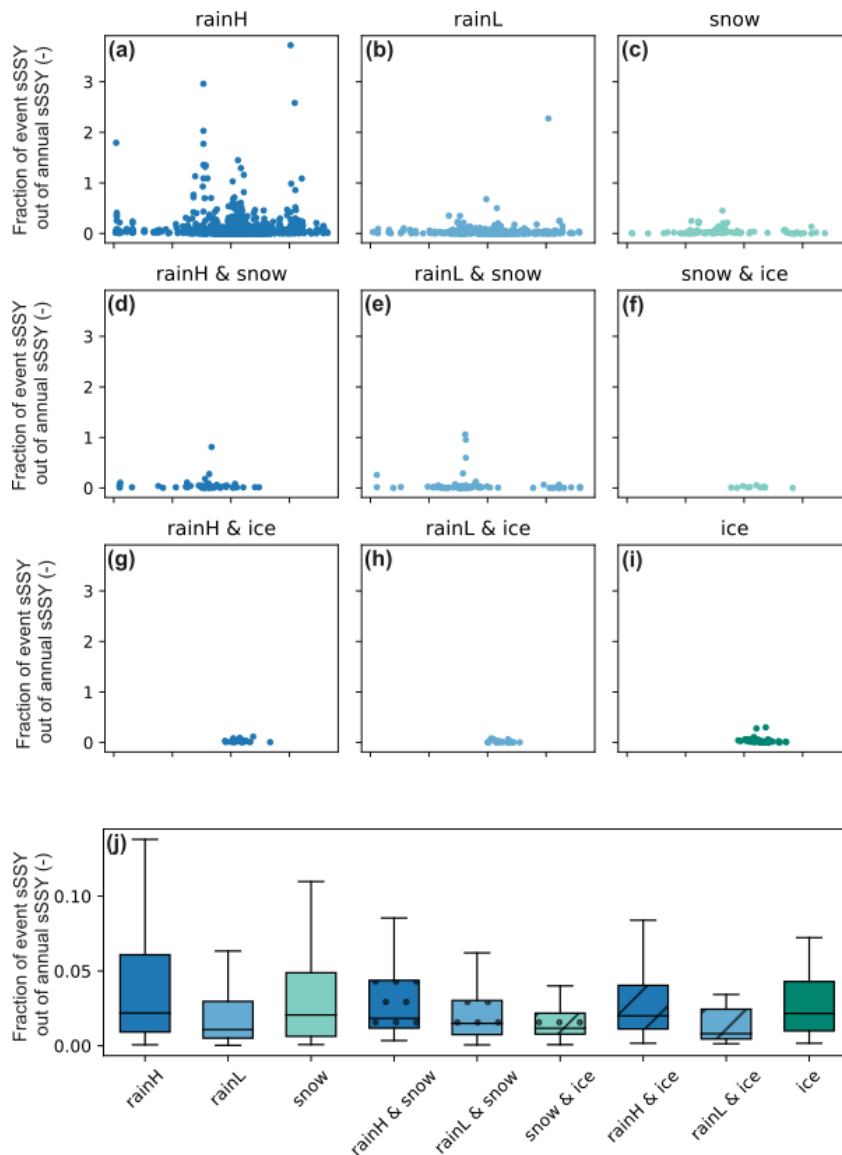 rainH rainL snow
Fraction of event sSSY
out of annual sSSY (-)
(a) (b) (c)
3
2
1
0
rainH & snow rainL & snow snow & ice
Fraction of event sSSY
out of annual sSSY (-)
(d) (e) (f)
3
2
1
0
rainH & ice rainL & ice ice
Fraction of event sSSY
out of annual sSSY (-)
(g) (h) (i)
3
2
1
0
Fraction of event sSSY
out of annual sSSY (-)
(j)
0.10
0.05
0.00
rainH rainL snow rainH & snow rainL & snow snow & ice rainH & ice rainL & ice ice